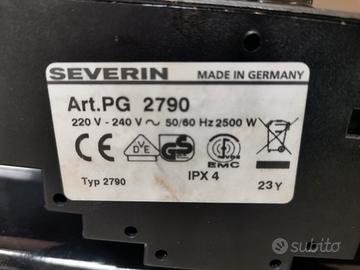 SEVERIN MADE IN GERMANY
Art.PG 2790
220 V - 240 V ~ 50/60 Hz 2500 W
CE VDE GS EMC
Typ 2790 IPX 4 23Y
subito